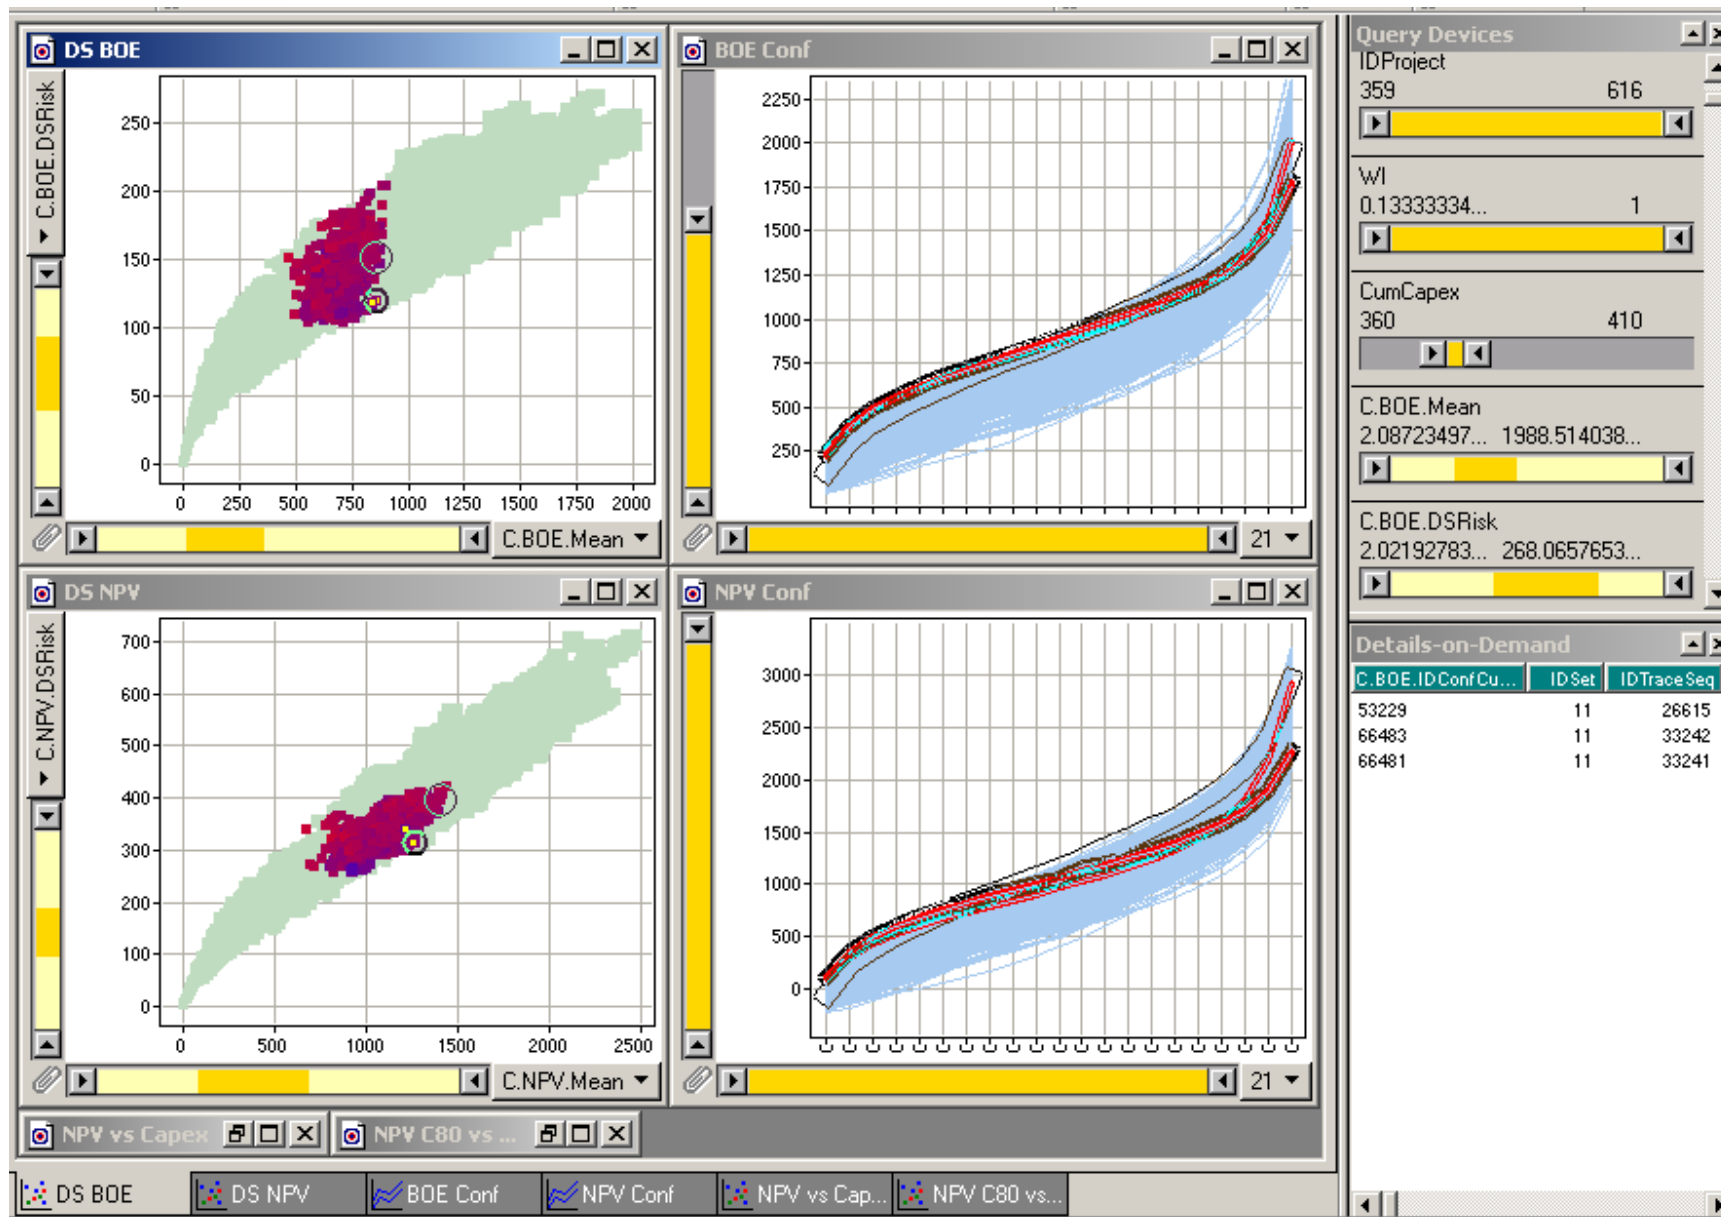 DS BOE
C.BOE.DSRisk
250
200
150
100
50
0
0 250 500 750 1000 1250 1500 1750 2000
C.BOE.Mean
BOE Conf
2250
2000
1750
1500
1250
1000
750
500
250
21
DS NPV
C.NPV.DSRisk
700
600
500
400
300
200
100
0
0 500 1000 1500 2000 2500
C.NPV.Mean
NPV Conf
3000
2500
2000
1500
1000
500
0
21
NPV vs Capex
NPV C80 vs ...
DS BOE
DS NPV
BOE Conf
NPV Conf
NPV vs Cap...
NPV C80 vs...
Query Devices
IDProject
359 616
WI
0.13333334... 1
CumCapex
360 410
C.BOE.Mean
2.08723497... 1988.514038...
C.BOE.DSRisk
2.02192783... 268.0657653...
Details-on-Demand
C.BOE.IDConfCu... IDSet IDTraceSeq
53229 11 26615
66483 11 33242
66481 11 33241